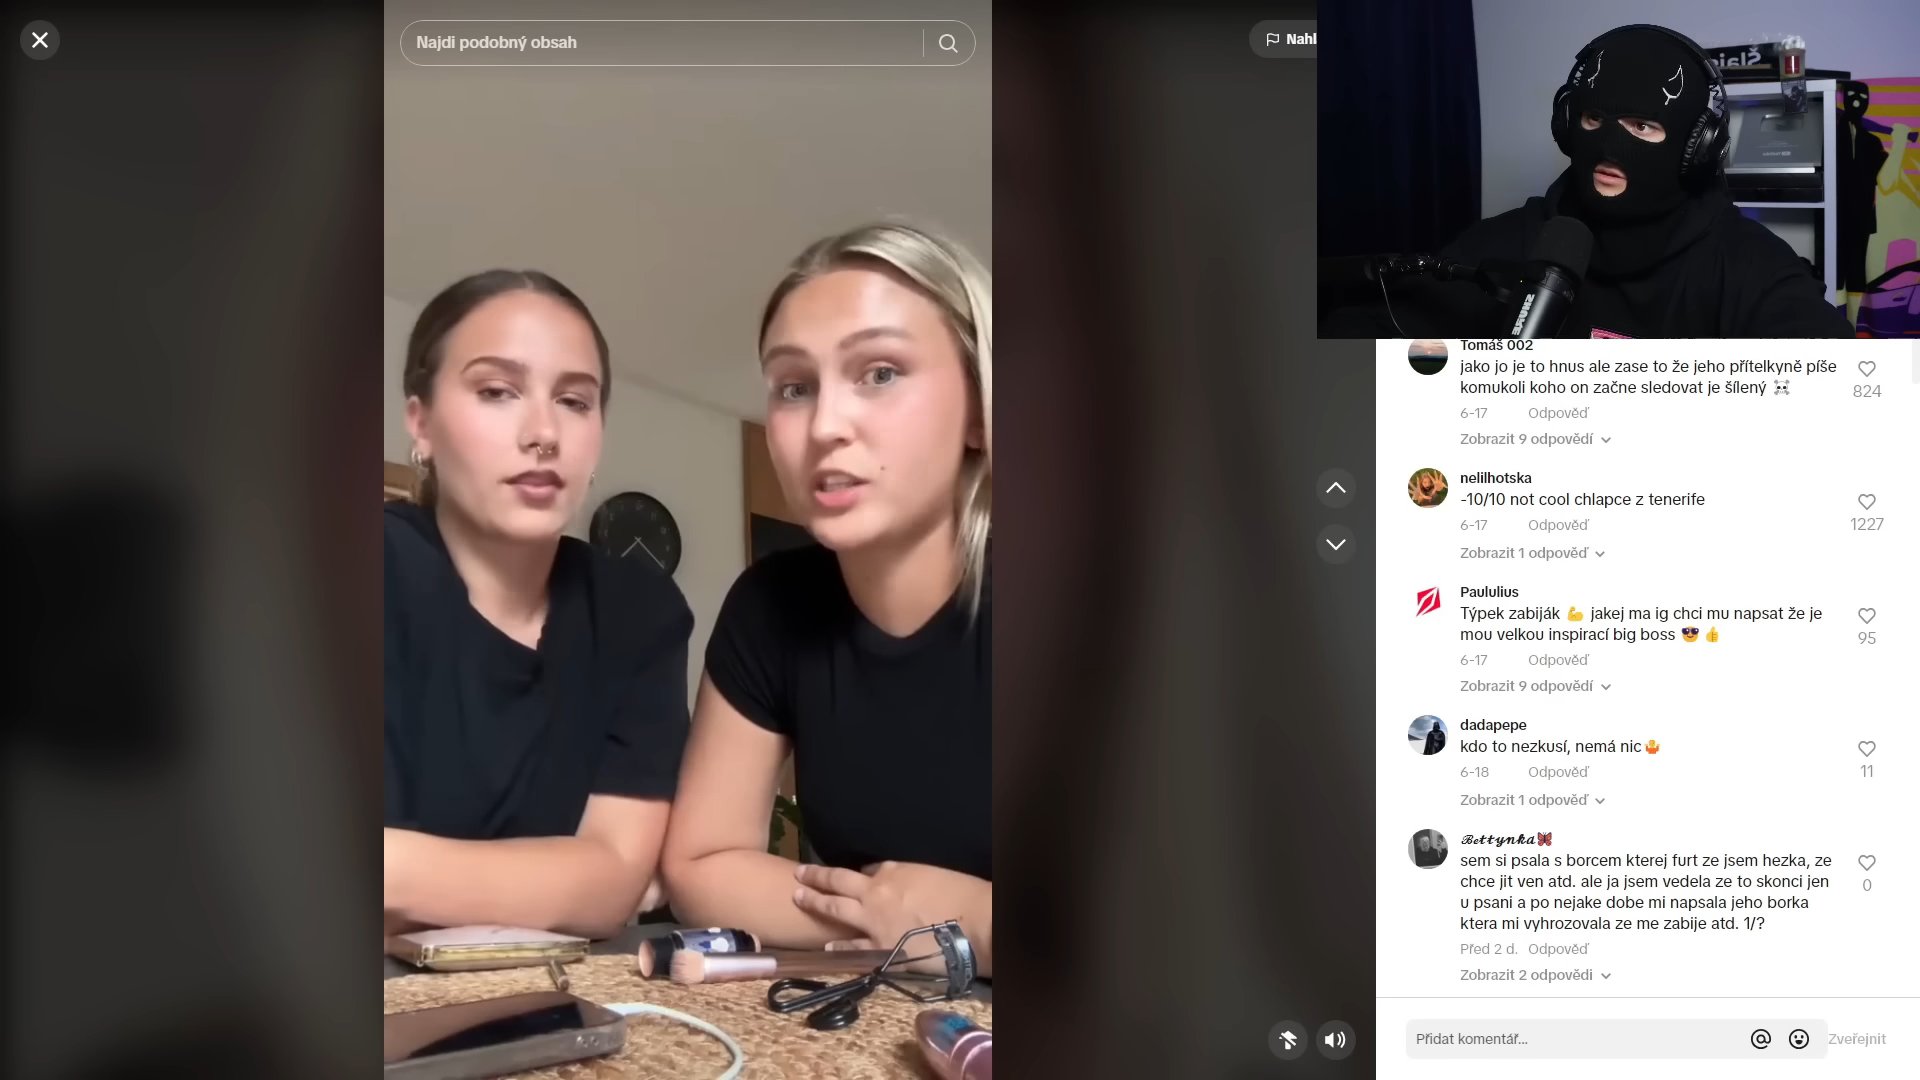 Najdi podobný obsah
Nahl
Tomáš 002
jako jo je to hnus ale zase to že jeho přítelkyně píše
komukoli koho on začne sledovat je šílený ☠️
824
6-17 Odpověď
Zobrazit 9 odpovědí
nelilhotska
-10/10 not cool chlapce z tenerife
1227
6-17 Odpověď
Zobrazit 1 odpověď
Paululius
Týpek zabiják 💪 jakej ma ig chci mu napsat že je
mou velkou inspirací big boss 😎👍
95
6-17 Odpověď
Zobrazit 9 odpovědí
dadapepe
kdo to nezkusí, nemá nic🤷
11
6-18 Odpověď
Zobrazit 1 odpověď
𝓑𝓮𝓽𝓽𝔂𝓷𝓴𝓪🦋
sem si psala s borcem kterej furt ze jsem hezka, ze
chce jit ven atd. ale ja jsem vedela ze to skonci jen
u psani a po nejake dobe mi napsala jeho borka
ktera mi vyhrozovala ze me zabije atd. 1/?
0
Před 2 d. Odpověď
Zobrazit 2 odpovědi
Přidat komentář...
Zveřejnit